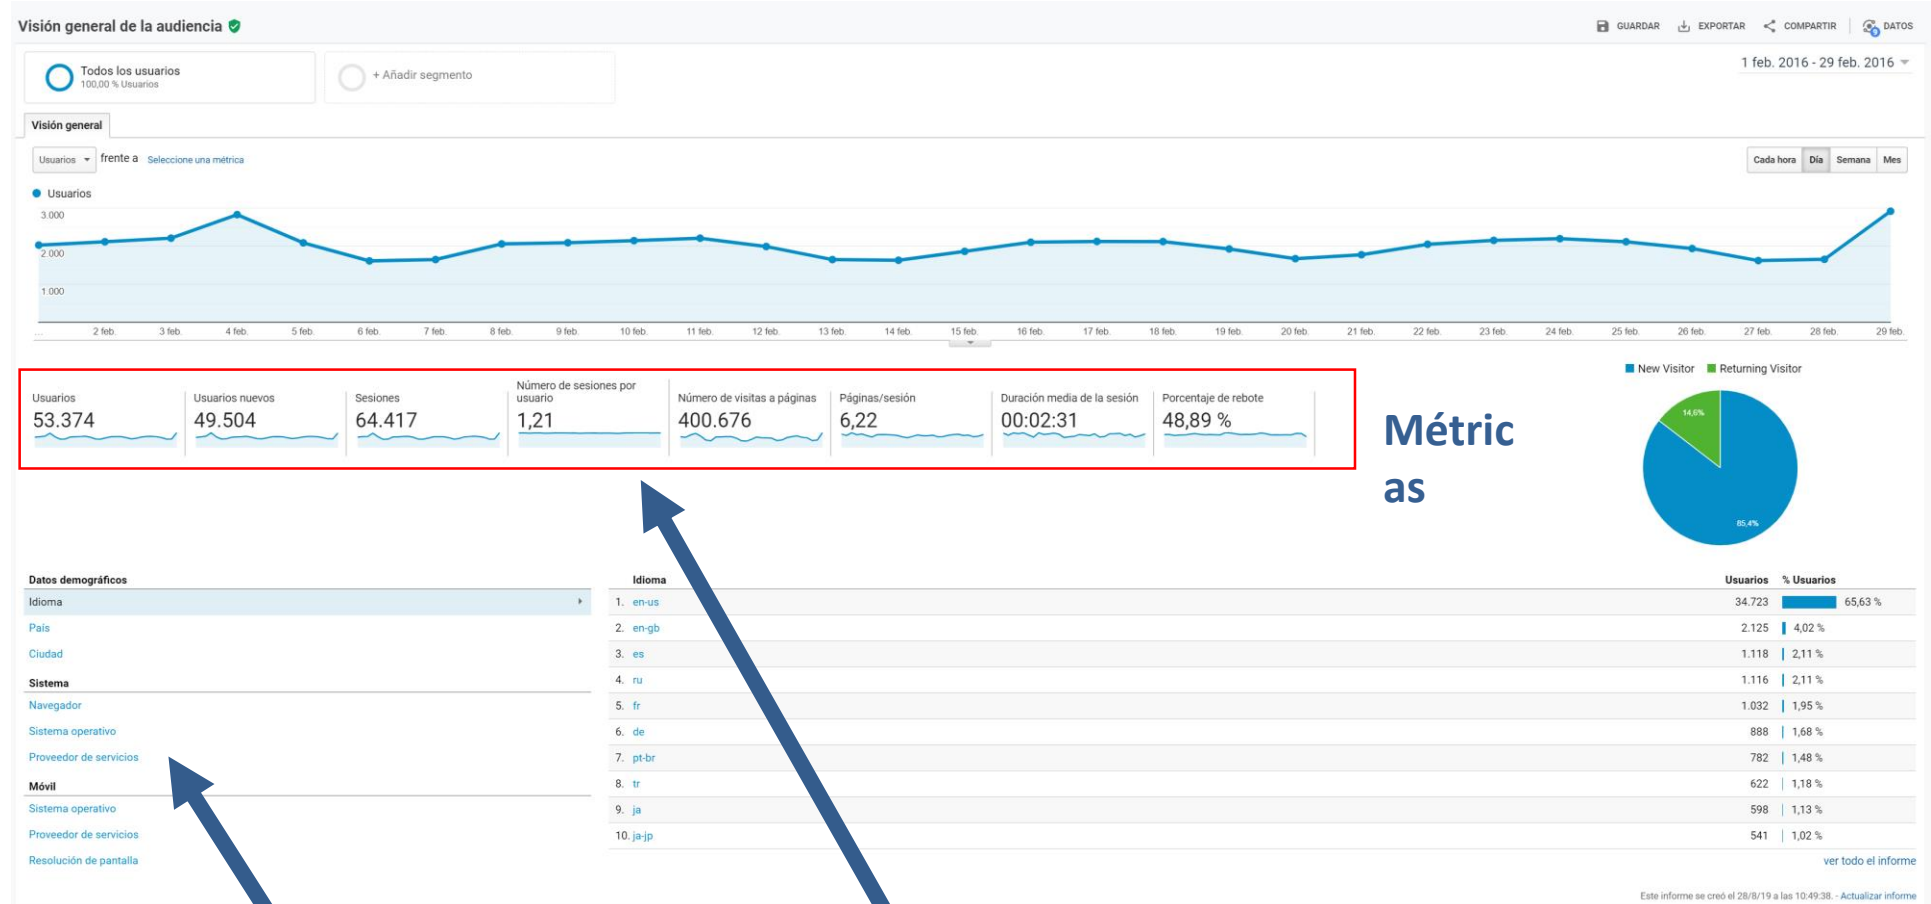 Visión general de la audiencia
GUARDAR EXPORTAR COMPARTIR DATOS
9
Todos los usuarios
100,00 % Usuarios
+ Añadir segmento
1 feb. 2016 - 29 feb. 2016
Visión general
Usuarios frente a Seleccione una métrica
Cada hora Día Semana Mes
Usuarios
3.000
2.000
1.000
... 2 feb. 3 feb. 4 feb. 5 feb. 6 feb. 7 feb. 8 feb. 9 feb. 10 feb. 11 feb. 12 feb. 13 feb. 14 feb. 15 feb. 16 feb. 17 feb. 18 feb. 19 feb. 20 feb. 21 feb. 22 feb. 23 feb. 24 feb. 25 feb. 26 feb. 27 feb. 28 feb. 29 feb.
Usuarios
53.374
Usuarios nuevos
49.504
Sesiones
64.417
Número de sesiones por
usuario
1,21
Número de visitas a páginas
400.676
Páginas/sesión
6,22
Duración media de la sesión
00:02:31
Porcentaje de rebote
48,89 %
Métric
as
New Visitor Returning Visitor
14,6%
85,4%
Datos demográficos
Idioma
País
Ciudad
Sistema
Navegador
Sistema operativo
Proveedor de servicios
Móvil
Sistema operativo
Proveedor de servicios
Resolución de pantalla
Idioma Usuarios % Usuarios
1. en-us 34.723 65,63 %
2. en-gb 2.125 4,02 %
3. es 1.118 2,11 %
4. ru 1.116 2,11 %
5. fr 1.032 1,95 %
6. de 888 1,68 %
7. pt-br 782 1,48 %
8. tr 622 1,18 %
9. ja 598 1,13 %
10. ja-jp 541 1,02 %
ver todo el informe
Este informe se creó el 28/8/19 a las 10:49:38. - Actualizar informe